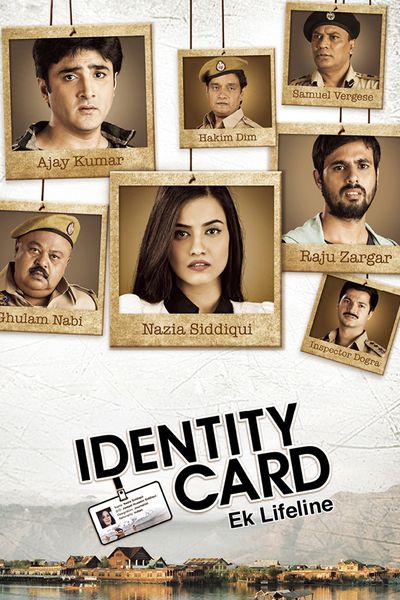 Samuel Vergese
Hakim Dim
Ajay Kumar
Raju Zargar
Ghulam Nabi
Nazia Siddiqui
Inspector Dogra
IDENTITY
CARD
Ek Lifeline